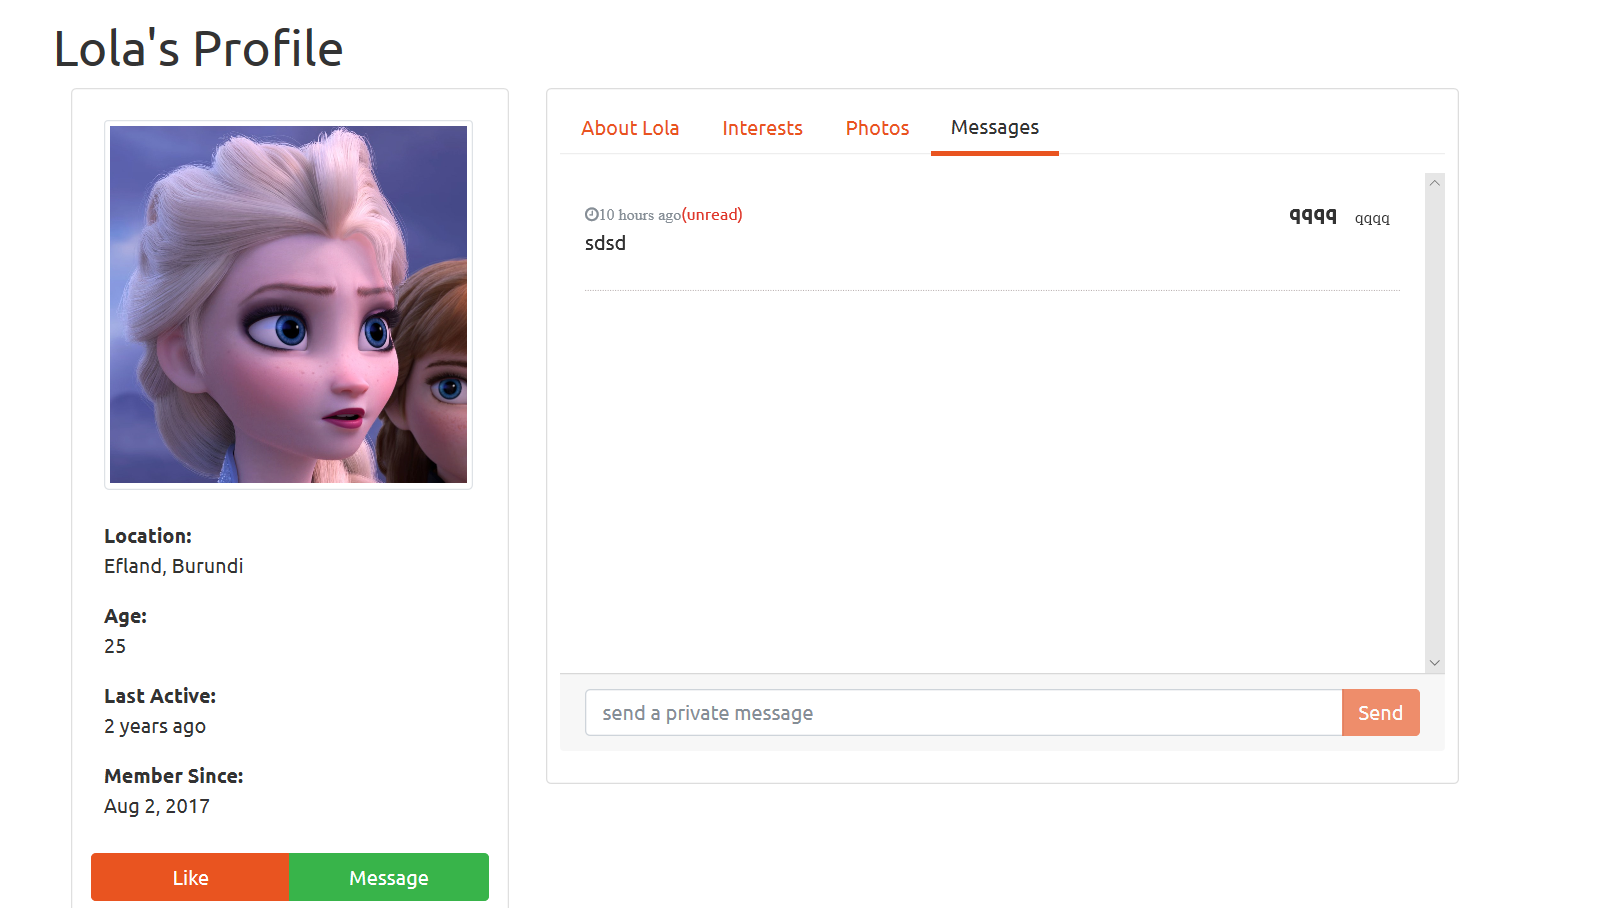 Lola's Profile
Location:
Efland, Burundi
Age:
25
Last Active:
2 years ago
Member Since:
Aug 2, 2017
Like Message
About Lola Interests Photos Messages
10 hours ago(unread) qqqq qqqq
sdsd
send a private message Send